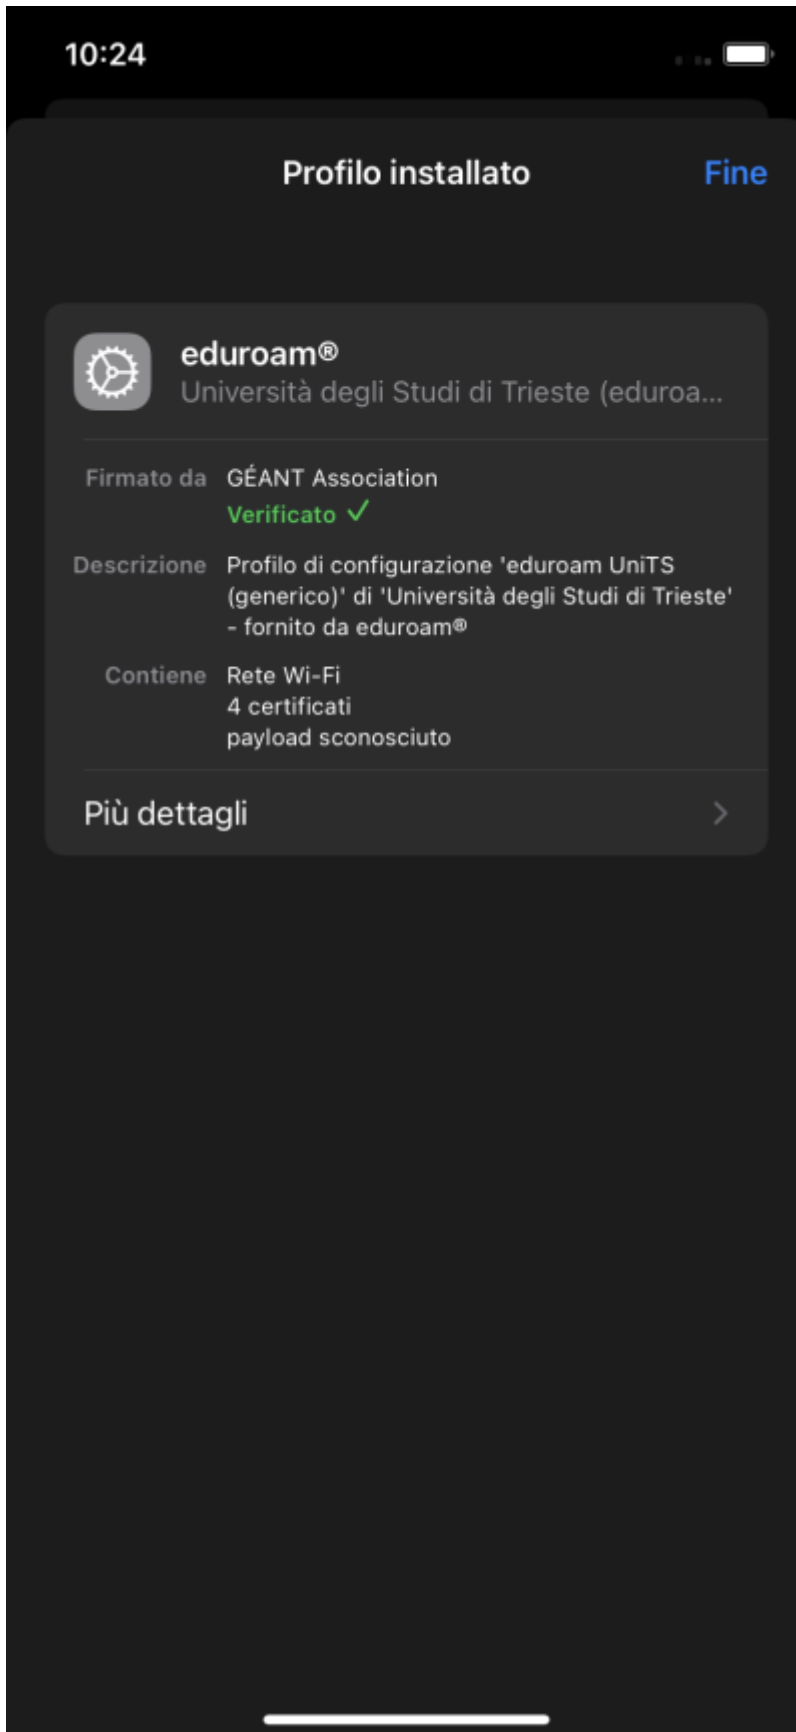 10:24
Profilo installato
Fine
eduroam®
Università degli Studi di Trieste (eduroa...
Firmato da GÉANT Association
Verificato ✓
Descrizione Profilo di configurazione 'eduroam UniTS
(generico)' di 'Università degli Studi di Trieste'
- fornito da eduroam®
Contiene Rete Wi-Fi
4 certificati
payload sconosciuto
Più dettagli